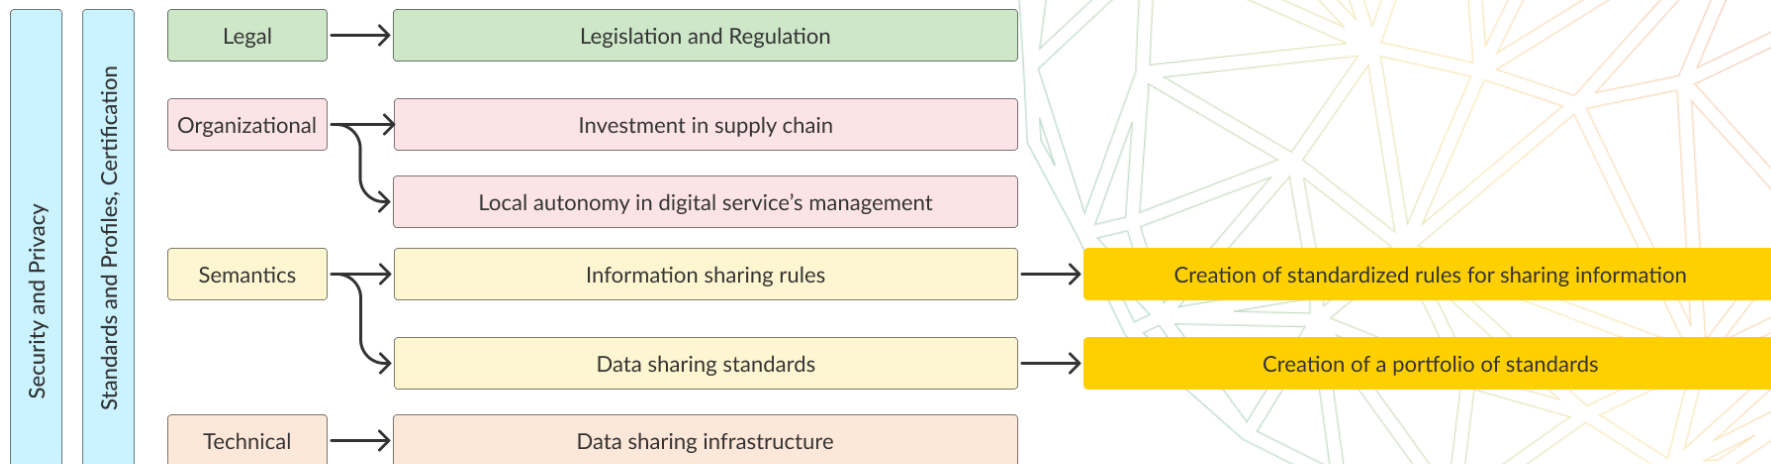 Security and Privacy
Standards and Profiles, Certification
Legal
Legislation and Regulation
Organizational
Investment in supply chain
Local autonomy in digital service’s management
Semantics
Information sharing rules
Creation of standardized rules for sharing information
Data sharing standards
Creation of a portfolio of standards
Technical
Data sharing infrastructure